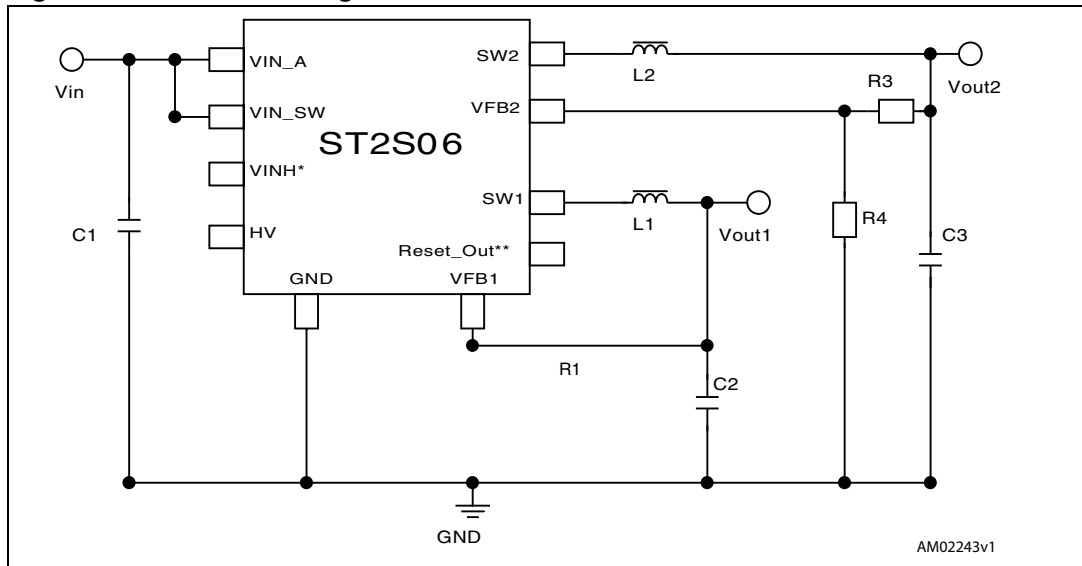 Vin
VIN_A
VIN_SW
VINH*
HV
GND
ST2S06
SW2
VFB2
SW1
Reset_Out**
VFB1
L2
R3
Vout2
L1
Vout1
R4
C3
C1
R1
C2
GND
AM02243v1